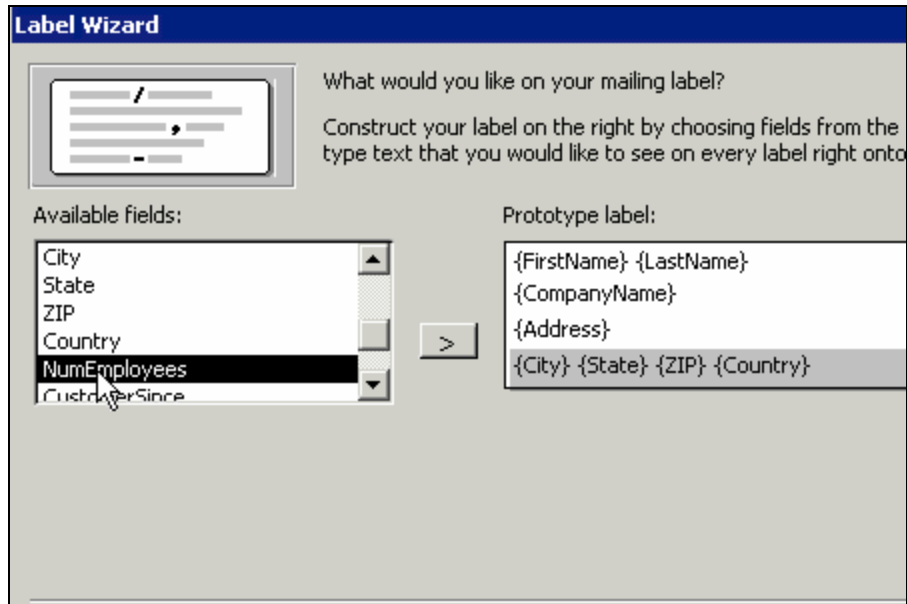 Label Wizard
What would you like on your mailing label?
Construct your label on the right by choosing fields from the
type text that you would like to see on every label right onto
Available fields:
City
State
ZIP
Country
NumEmployees
CustomerSince
>
Prototype label:
{FirstName} {LastName}
{CompanyName}
{Address}
{City} {State} {ZIP} {Country}